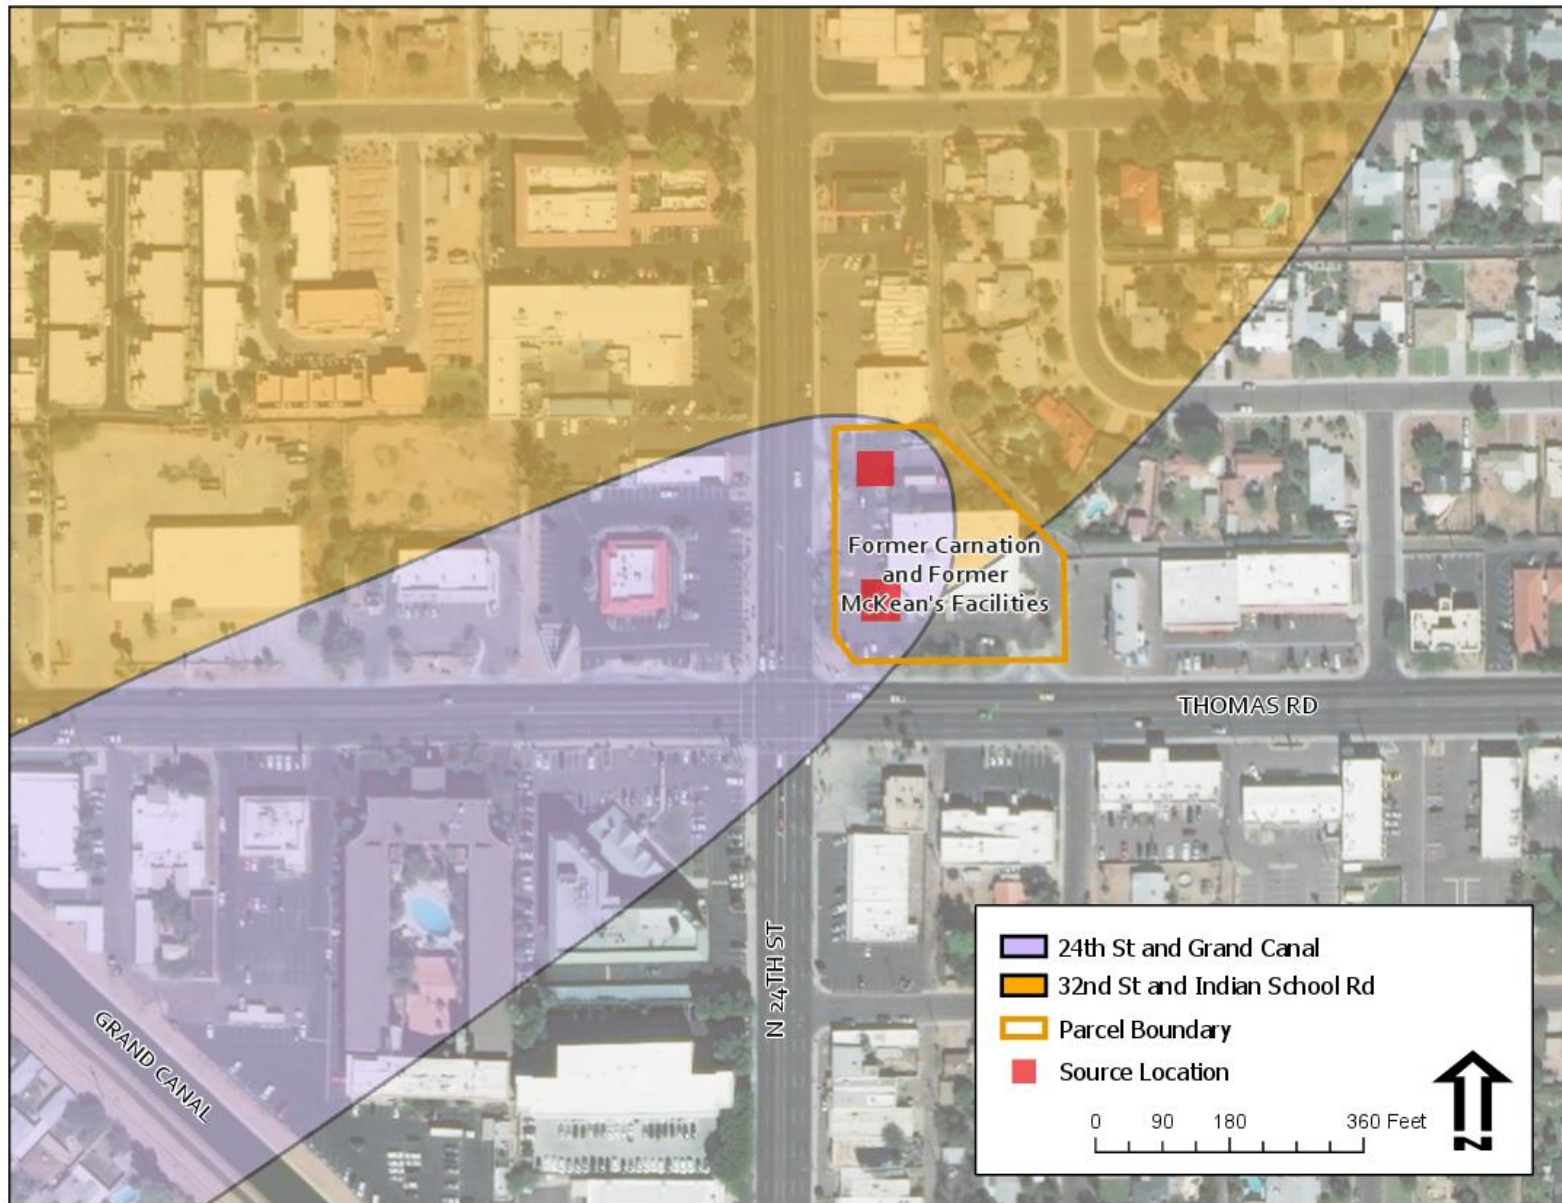 Former Carnation
and Former
McKean's Facilities
THOMAS RD
N 24TH ST
GRAND CANAL
24th St and Grand Canal
32nd St and Indian School Rd
Parcel Boundary
Source Location
0 90 180 360 Feet
N